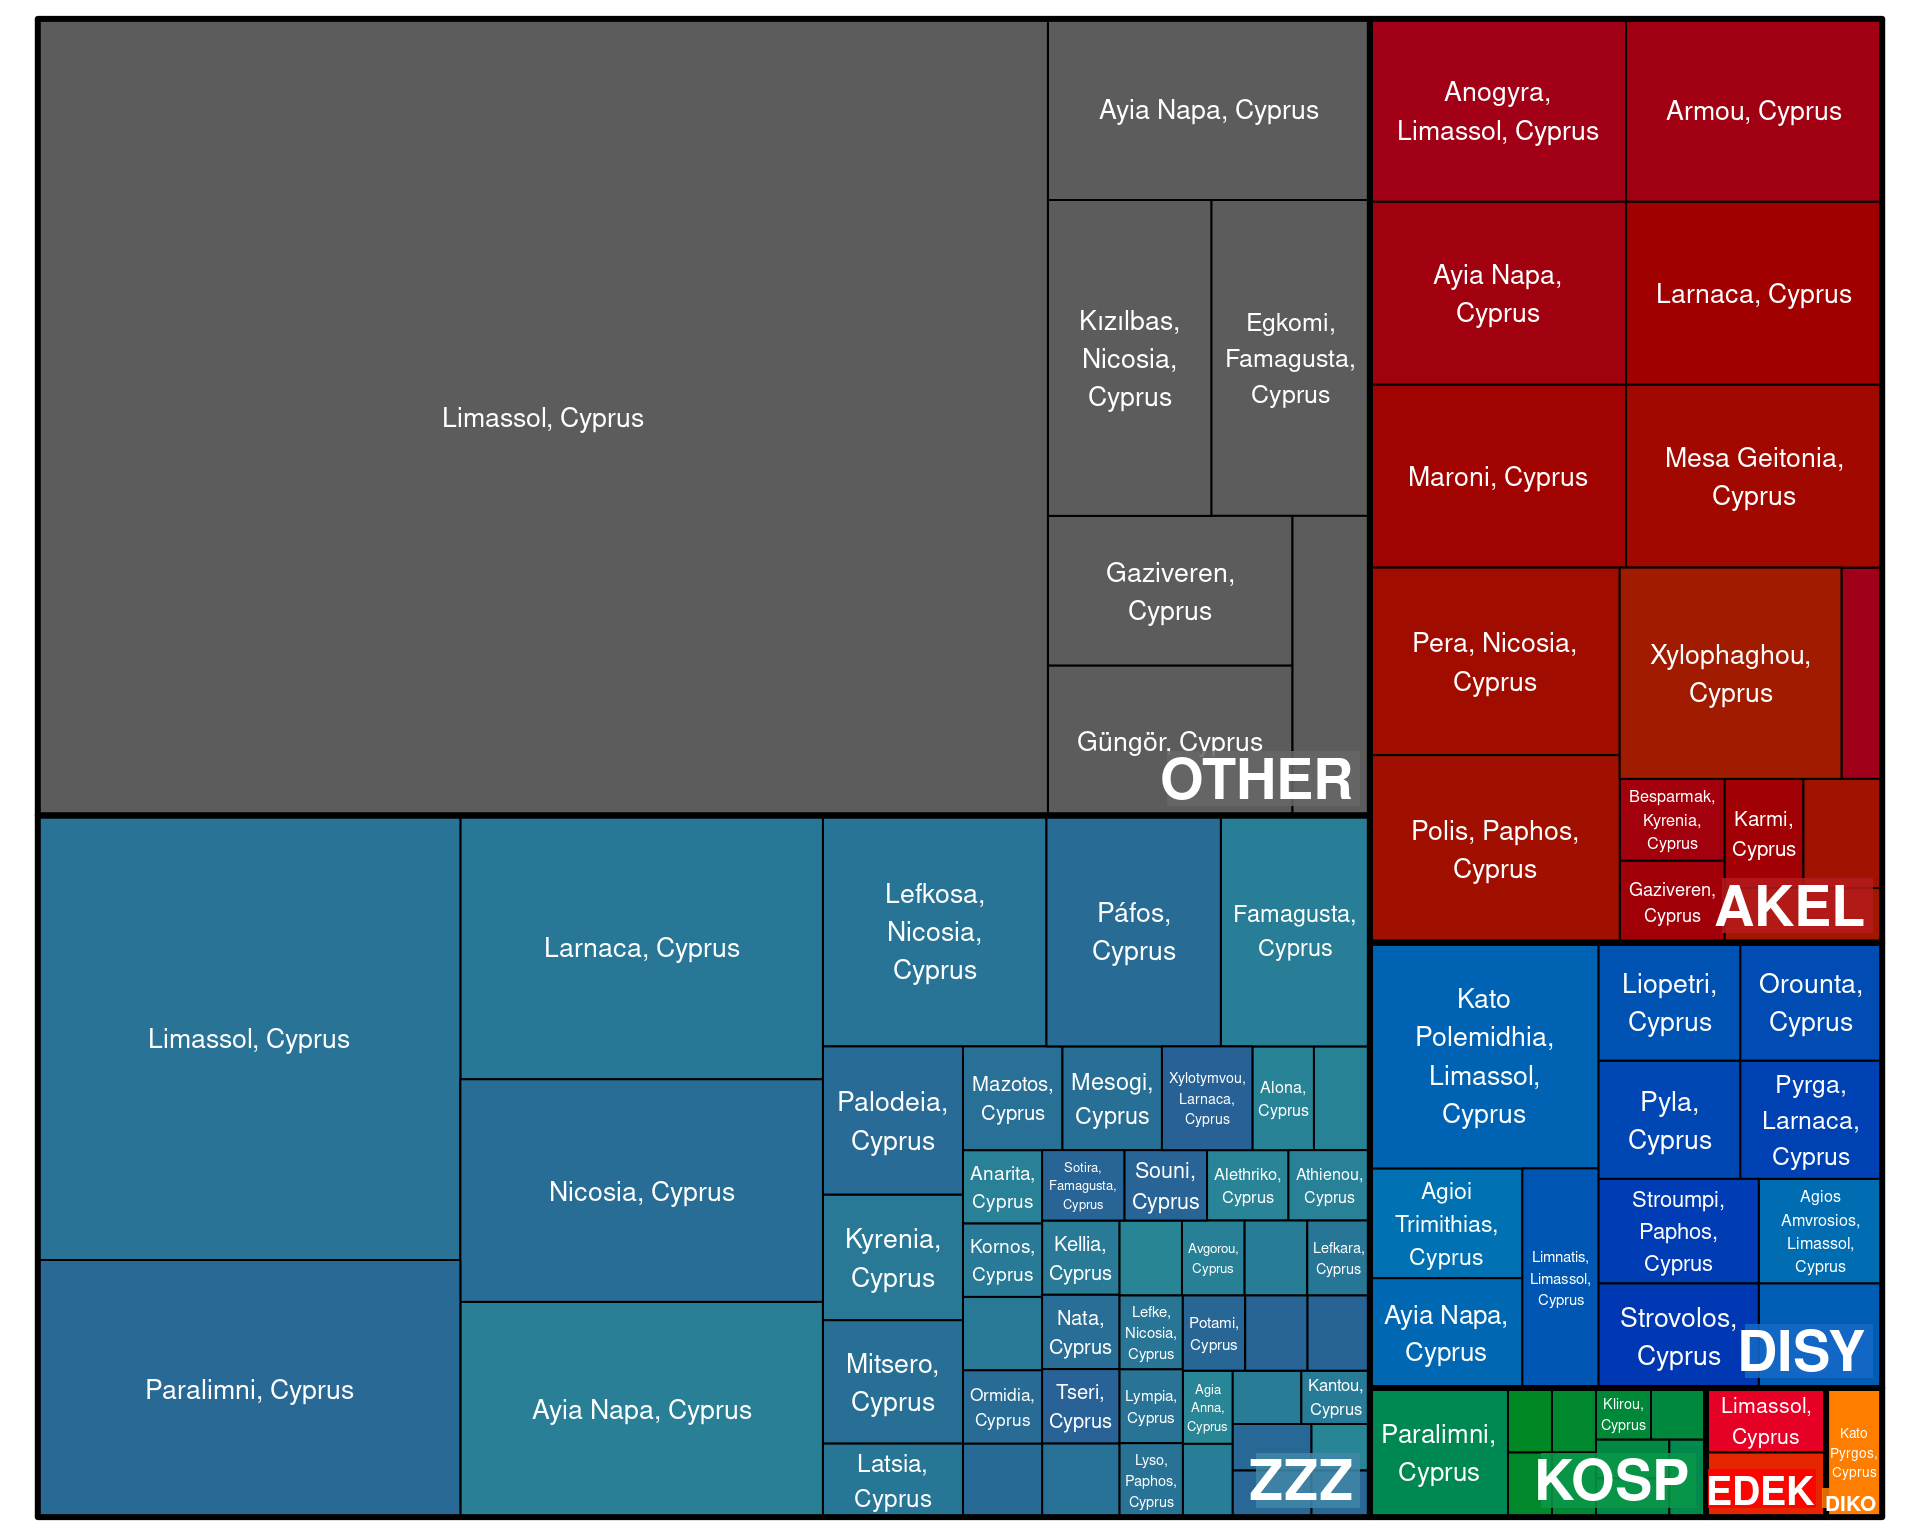 Limassol, Cyprus
Ayia Napa, Cyprus
Kızılbas,
Nicosia,
Cyprus
Egkomi,
Famagusta,
Cyprus
Gaziveren,
Cyprus
Güngör, Cyprus
OTHER
Anogyra,
Limassol, Cyprus
Armou, Cyprus
Ayia Napa,
Cyprus
Larnaca, Cyprus
Maroni, Cyprus
Mesa Geitonia,
Cyprus
Pera, Nicosia,
Cyprus
Xylophaghou,
Cyprus
Polis, Paphos,
Cyprus
Besparmak,
Kyrenia,
Cyprus
Karmi,
Cyprus
Gaziveren,
Cyprus
AKEL
Limassol, Cyprus
Larnaca, Cyprus
Lefkosa,
Nicosia,
Cyprus
Páfos,
Cyprus
Famagusta,
Cyprus
Paralimni, Cyprus
Nicosia, Cyprus
Ayia Napa, Cyprus
Palodeia,
Cyprus
Kyrenia,
Cyprus
Mitsero,
Cyprus
Latsia,
Cyprus
Mazotos,
Cyprus
Mesogi,
Cyprus
Xylotymvou,
Larnaca,
Cyprus
Alona,
Cyprus
Anarita,
Cyprus
Sotira,
Famagusta,
Cyprus
Souni,
Cyprus
Alethriko,
Cyprus
Athienou,
Cyprus
Kornos,
Cyprus
Kellia,
Cyprus
Avgorou,
Cyprus
Lefkara,
Cyprus
Nata,
Cyprus
Lefke,
Nicosia,
Cyprus
Potami,
Cyprus
Ormidia,
Cyprus
Tseri,
Cyprus
Lympia,
Cyprus
Agia
Anna,
Cyprus
Kantou,
Cyprus
Lyso,
Paphos,
Cyprus
ZZZ
Kato
Polemidhia,
Limassol,
Cyprus
Liopetri,
Cyprus
Orounta,
Cyprus
Pyla,
Cyprus
Pyrga,
Larnaca,
Cyprus
Agioi
Trimithias,
Cyprus
Limnatis,
Limassol,
Cyprus
Stroumpi,
Paphos,
Cyprus
Agios
Amvrosios,
Limassol,
Cyprus
Ayia Napa,
Cyprus
Strovolos,
Cyprus
DISY
Paralimni,
Cyprus
Klirou,
Cyprus
KOSP
Limassol,
Cyprus
EDEK
Kato
Pyrgos,
Cyprus
DIKO